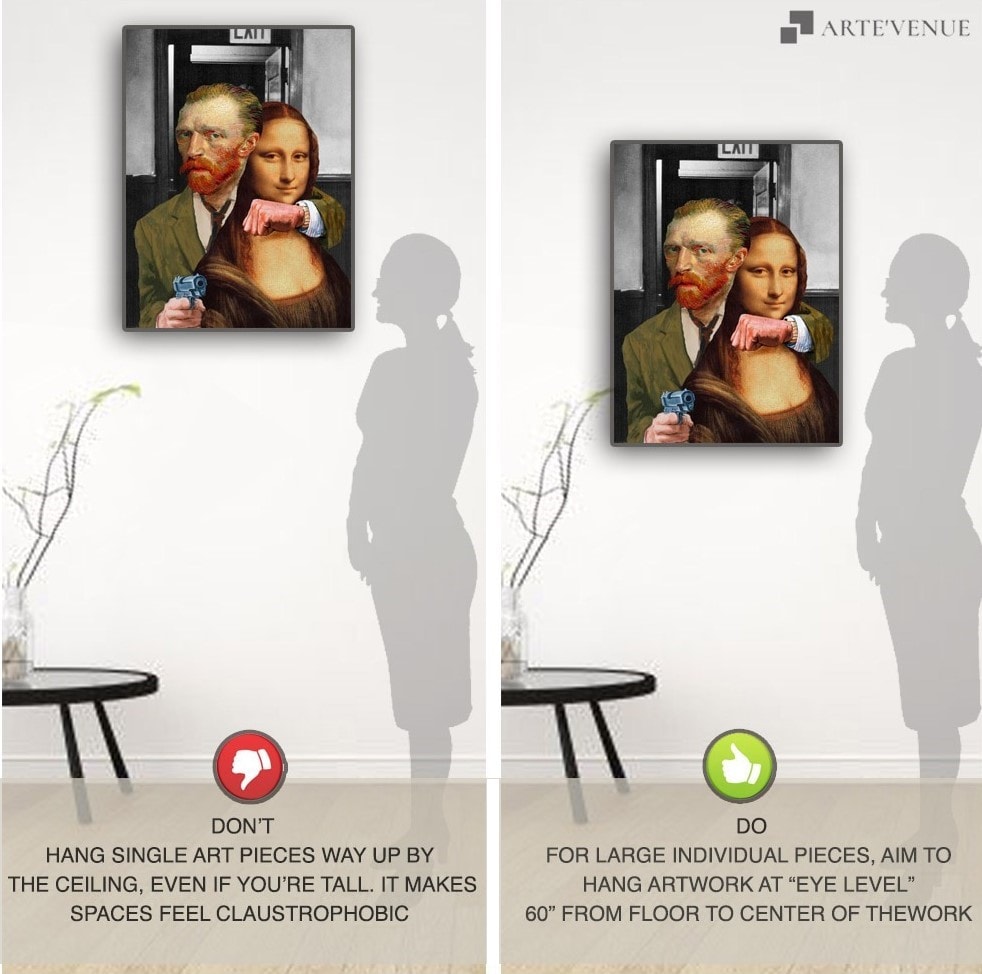 EXIT
DON'T
HANG SINGLE ART PIECES WAY UP BY
THE CEILING, EVEN IF YOU'RE TALL. IT MAKES
SPACES FEEL CLAUSTROPHOBIC
ARTE'VENUE
EXIT
DO
FOR LARGE INDIVIDUAL PIECES, AIM TO
HANG ARTWORK AT “EYE LEVEL”
60” FROM FLOOR TO CENTER OF THEWORK